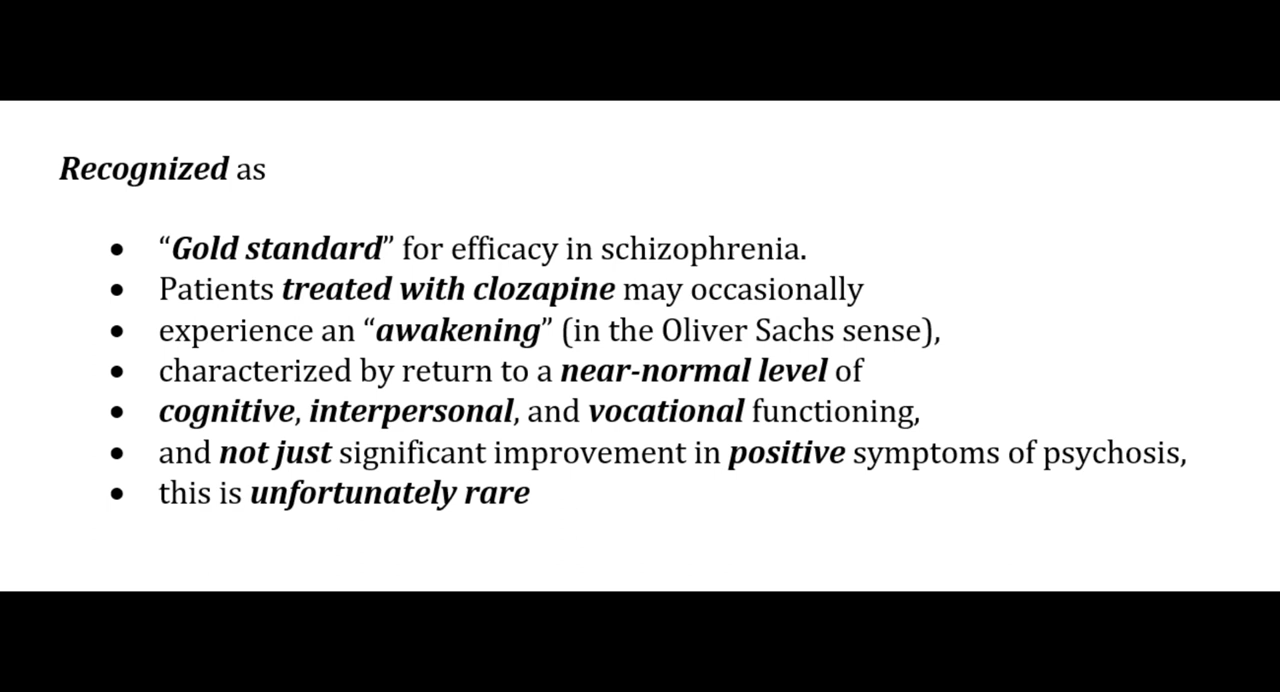 Recognized as
• “Gold standard” for efficacy in schizophrenia.
• Patients treated with clozapine may occasionally
• experience an “awakening” (in the Oliver Sachs sense),
• characterized by return to a near-normal level of
• cognitive, interpersonal, and vocational functioning,
• and not just significant improvement in positive symptoms of psychosis,
• this is unfortunately rare